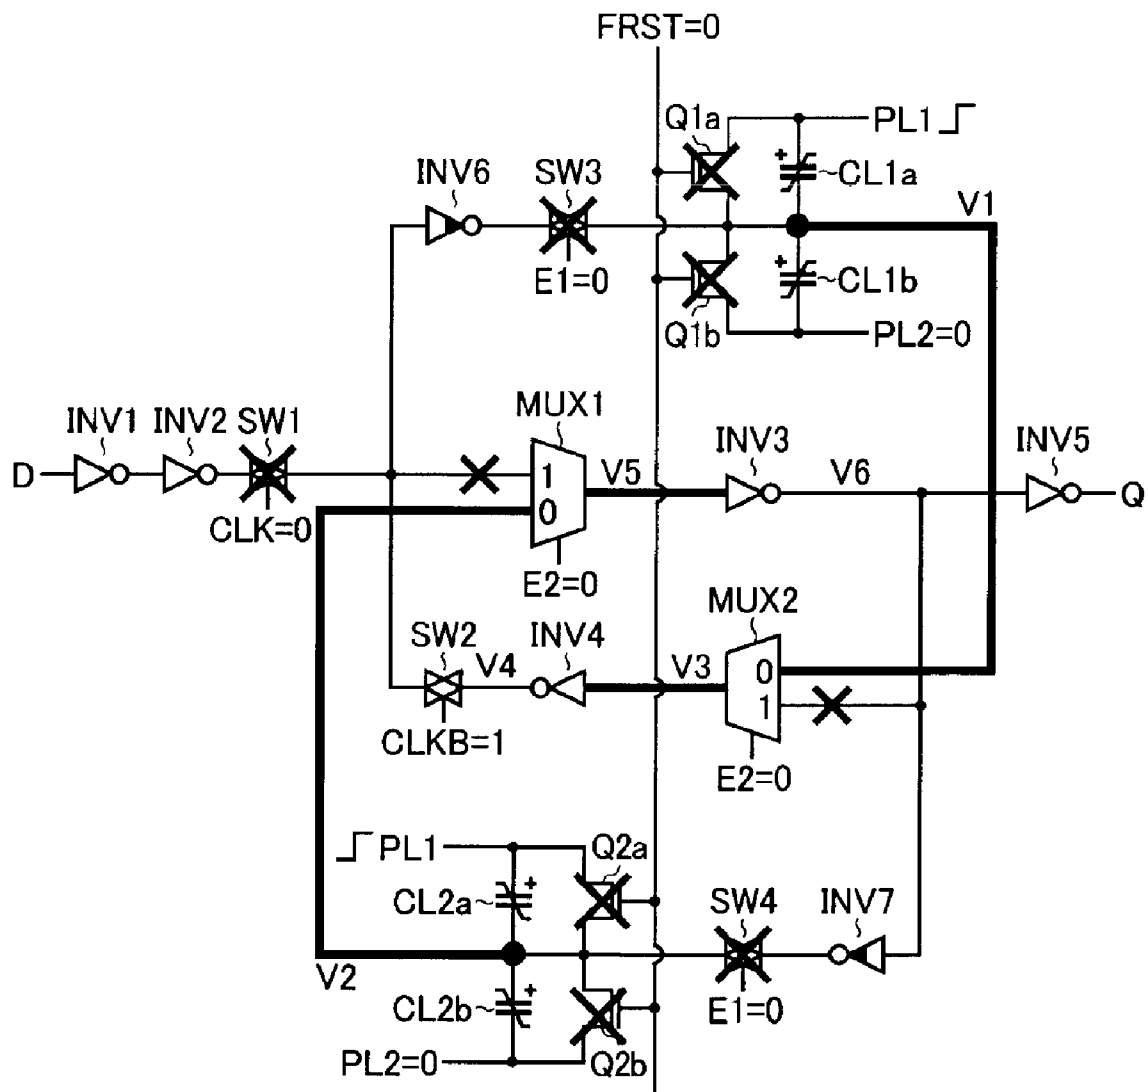 FRST=0
Q1a
PL1
INV6
SW3
+
CL1a
V1
E1=0
+
CL1b
Q1b
PL2=0
INV1
INV2
SW1
MUX1
INV3
INV5
D
1
V5
V6
Q
0
CLK=0
E2=0
MUX2
SW2
INV4
V4
V3
0
1
CLKB=1
E2=0
PL1
Q2a
CL2a
+
SW4
INV7
V2
CL2b
+
E1=0
PL2=0
Q2b